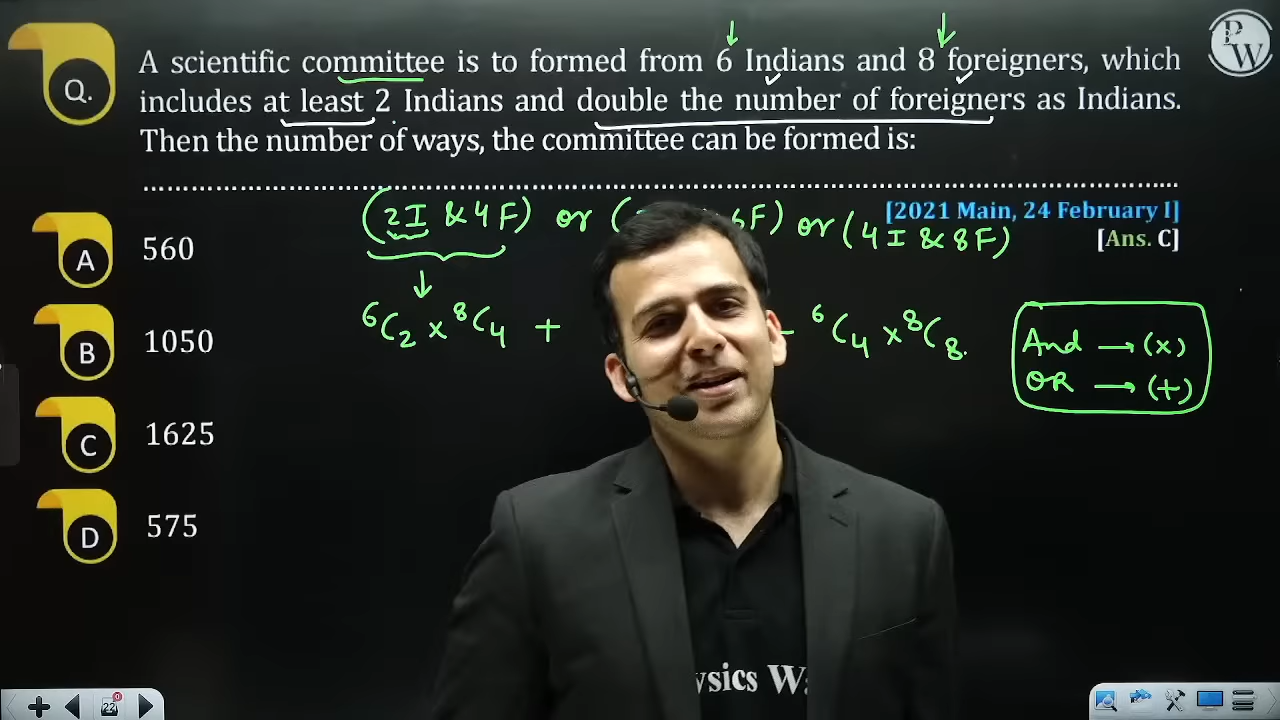 Q.
A scientific committee is to formed from 6 Indians and 8 foreigners, which
includes at least 2 Indians and double the number of foreigners as Indians.
Then the number of ways, the committee can be formed is:
[2021 Main, 24 February I]
[Ans. C]
(2I & 4F) or ( 6F) or (4I & 8F)
A 560
⁶C₂ × ⁸C₄ + ⁶C₄ × ⁸C₈.
And → (×)
OR → (+)
B 1050
C 1625
D 575
PW
ysics W
22